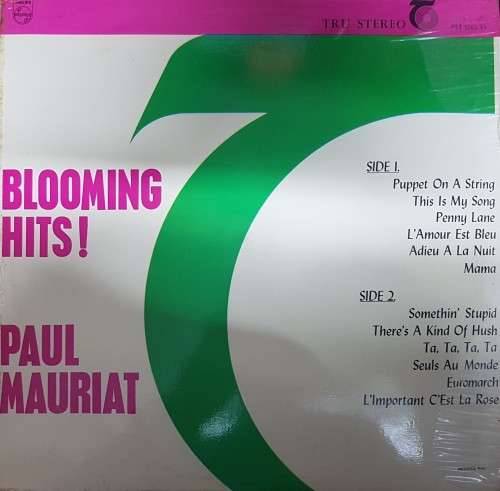 TRU STEREO
BLOOMING
HITS!
PAUL
MAURIAT
SIDE 1.
Puppet On A String
This Is My Song
Penny Lane
L'Amour Est Bleu
Adieu A La Nuit
Mama
SIDE 2.
Somethin' Stupid
There's A Kind Of Hush
Ta, Ta, Ta, Ta
Seuls Au Monde
Euromarch
L'Important C'Est La Rose